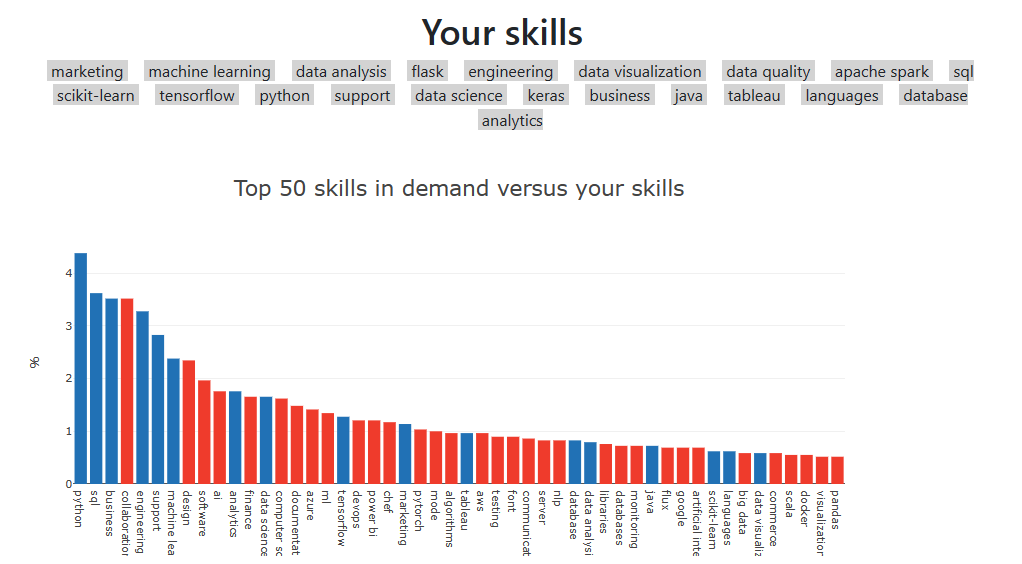 Your skills
marketing machine learning data analysis flask engineering data visualization data quality apache spark sql
scikit-learn tensorflow python support data science keras business java tableau languages database
analytics
Top 50 skills in demand versus your skills
4
3
2
1
0
%
python
sql
business
collaboration
engineering
support
machine lea
design
software
ai
analytics
finance
data science
computer sc
documentat
azure
ml
tensorflow
devops
power bi
chef
marketing
pytorch
mode
algorithms
tableau
aws
testing
font
communicat
server
nlp
database
data analysi
libraries
databases
monitoring
java
flux
google
artificial inte
scikit-learn
languages
big data
data visualiz
commerce
scala
docker
visualization
pandas